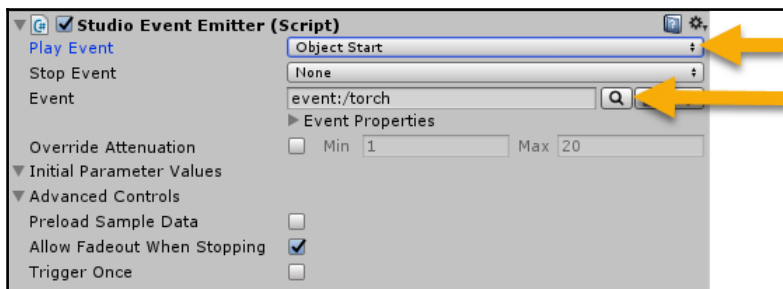 Studio Event Emitter (Script)
Play Event Object Start
Stop Event None
Event event:/torch
Event Properties
Override Attenuation Min 1 Max 20
Initial Parameter Values
Advanced Controls
Preload Sample Data
Allow Fadeout When Stopping
Trigger Once